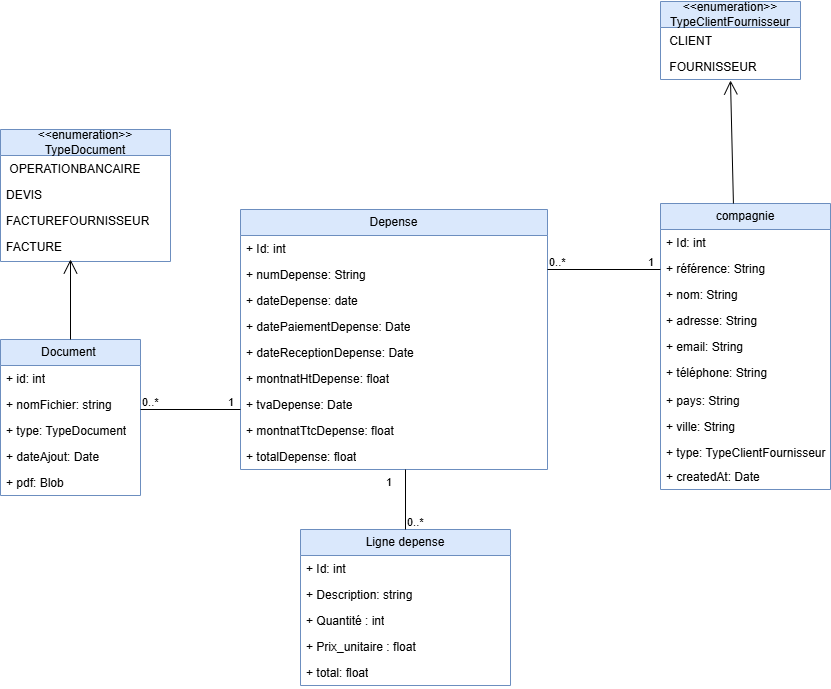 <<enumeration>>
TypeClientFournisseur
CLIENT
FOURNISSEUR
<<enumeration>>
TypeDocument
OPERATIONBANCAIRE
DEVIS
FACTUREFOURNISSEUR
FACTURE
Depense
+ Id: int
+ numDepense: String
+ dateDepense: date
+ datePaiementDepense: Date
+ dateReceptionDepense: Date
+ montnatHtDepense: float
+ tvaDepense: Date
+ montnatTtcDepense: float
+ totalDepense: float
0..*
1
compagnie
+ Id: int
+ référence: String
+ nom: String
+ adresse: String
+ email: String
+ téléphone: String
+ pays: String
+ ville: String
+ type: TypeClientFournisseur
+ createdAt: Date
Document
+ id: int
+ nomFichier: string
+ type: TypeDocument
+ dateAjout: Date
+ pdf: Blob
0..*
1
1
0..*
Ligne depense
+ Id: int
+ Description: string
+ Quantité : int
+ Prix_unitaire : float
+ total: float